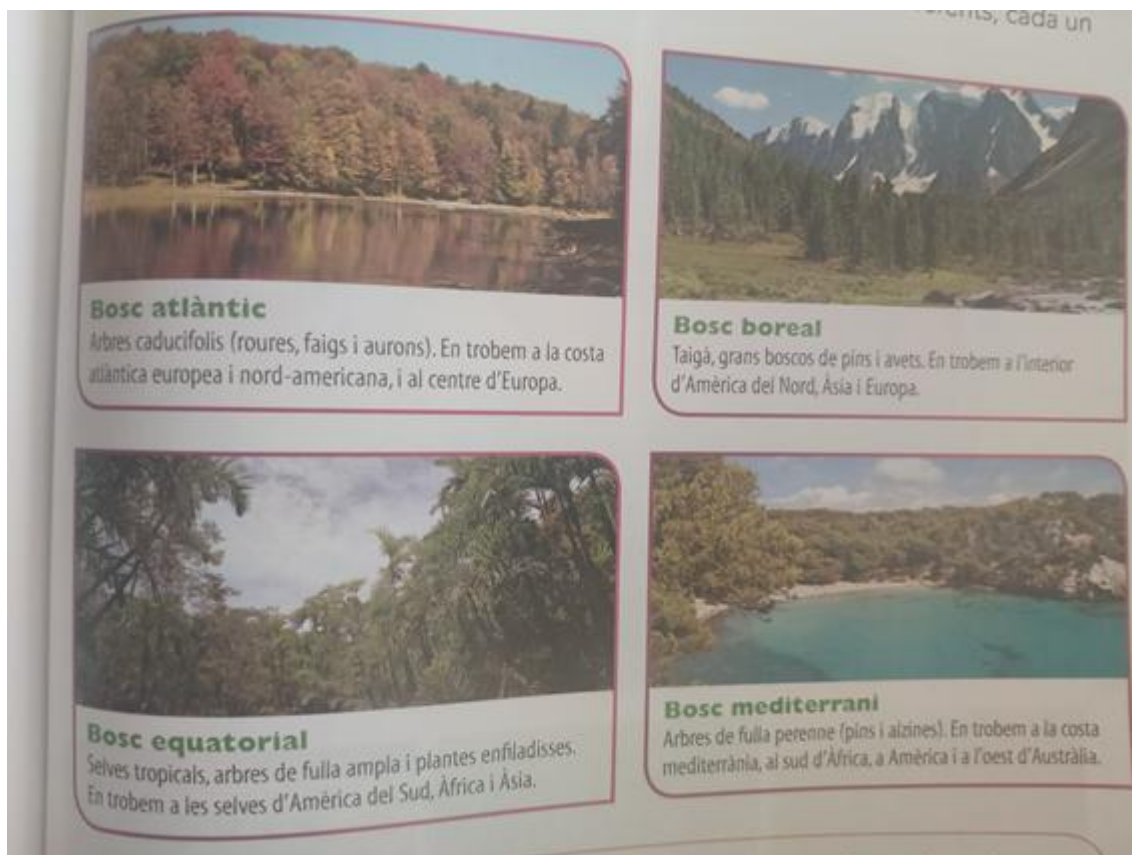 cada un
Bosc atlàntic
Arbres caducifolis (roures, faigs i aurons). En trobem a la costa
atlàntica europea i nord-americana, i al centre d'Europa.
Bosc boreal
Taigà, grans boscos de pins i avets. En trobem a l'interior
d'Amèrica del Nord, Àsia i Europa.
Bosc equatorial
Selves tropicals, arbres de fulla ampla i plantes enfiladisses.
En trobem a les selves d'Amèrica del Sud, Àfrica i Àsia.
Bosc mediterrani
Arbres de fulla perenne (pins i alzines). En trobem a la costa
mediterrània, al sud d'Àfrica, a Amèrica i a l'oest d'Austràlia.